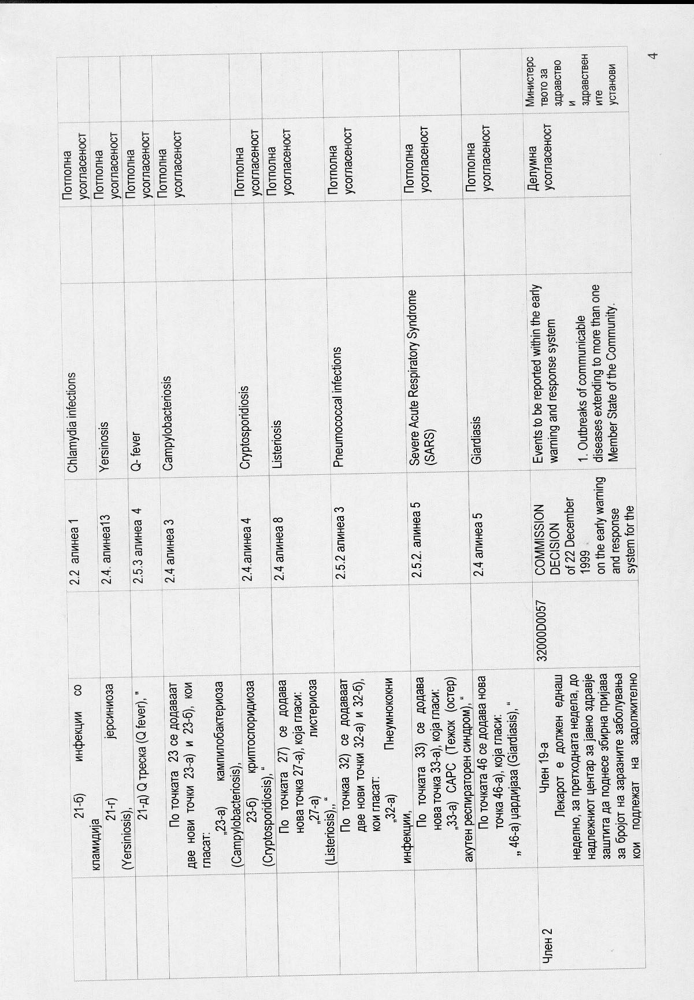 21-б) инфекции со
кламидија
2.2 алинеа 1
Chlamydia infections
Потполна
усогласеност
21-г) јерсиниоза
(Yersiniosis),
2.4. алинеа13
Yersinosis
Потполна
усогласеност
21-д) Q треска (Q fever), "
2.5.3 алинеа 4
Q- fever
Потполна
усогласеност
По точката 23 се додаваат
две нови точки 23-а) и 23-б), кои
гласат:
„23-а) кампилобактериоза
(Campylobacteriosis),
2.4 алинеа 3
Campylobacteriosis
Потполна
усогласеност
23-б) криптоспоридиоза
(Cryptosporidiosis),“
2.4.алинеа 4
Cryptosporidiosis
Потполна
усогласеност
По точката 27) се додава
нова точка 27-а), која гласи:
„27-а) листериоза
(Listeriosis),,“
2.4 алинеа 8
Listeriosis
Потполна
усогласеност
По точкаа 32) се додаваат
две нови точки 32-а) и 32-б),
кои гласат:
„32-а) Пнеумнококни
инфекции,
2.5.2 алинеа 3
Pneumococcal infections
Потполна
усогласеност
По точката 33) се додава
нова точка 33-а), која гласи:
„33-а) САРС (Тежок (остер)
акутен респираторен синдром),“
2.5.2. алинеа 5
Severe Acute Respiratory Syndrome
(SARS)
Потполна
усогласеност
По точката 46 се додава нова
точка 46-а), која гласи:
„ 46-а) џардијаза (Giardiasis), “
2.4 алинеа 5
Giardiasis
Потполна
усогласеност
Член 2
Член 19-а
Лекарот е должен еднаш
неделно, за претходната недела, до
надлежниот центар за јавно здравје
заштита да поднесе збирна пријава
за бројот на заразните заболувања
кои подлежат на задолжително
32000D0057
COMMISSION
DECISION
of 22 December
1999
on the early warning
and response
system for the
Events to be reported within the early
warning and response system
1. Outbreaks of communicable
diseases extending to more than one
Member State of the Community.
Делумна
усогласеност
Министерс
твото за
здравство
и
здравствен
ите
установи
4